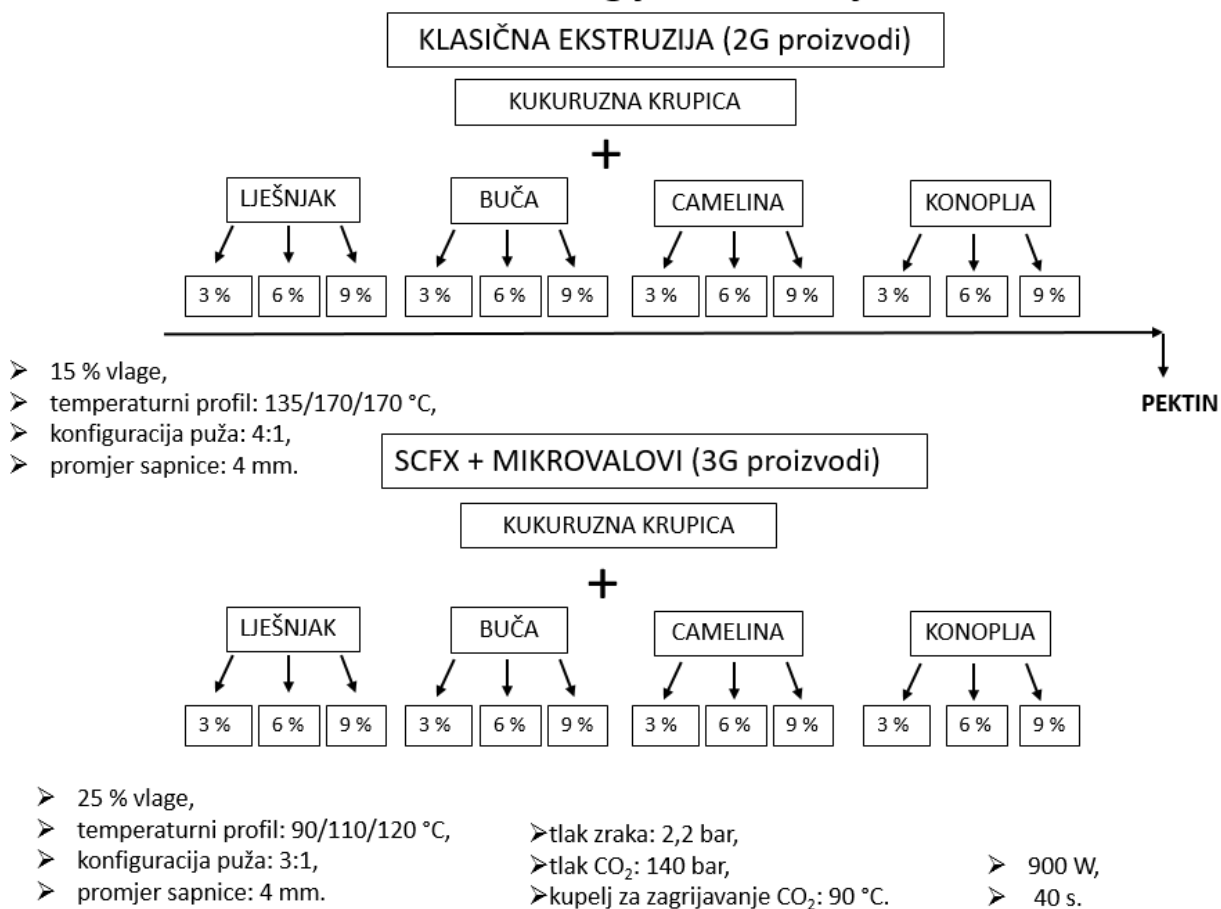 KLASIČNA EKSTRUZIJA (2G proizvodi)
KUKURUZNA KRUPICA
+
LJEŠNJAK BUČA CAMELINA KONOPLJA
3 % 6 % 9 % 3 % 6 % 9 % 3 % 6 % 9 % 3 % 6 % 9 %
➢ 15 % vlage,
➢ temperaturni profil: 135/170/170 °C,
➢ konfiguracija puža: 4:1,
➢ promjer sapnice: 4 mm.
PEKTIN
SCFX + MIKROVALOVI (3G proizvodi)
KUKURUZNA KRUPICA
+
LJEŠNJAK BUČA CAMELINA KONOPLJA
3 % 6 % 9 % 3 % 6 % 9 % 3 % 6 % 9 % 3 % 6 % 9 %
➢ 25 % vlage,
➢ temperaturni profil: 90/110/120 °C,
➢ konfiguracija puža: 3:1,
➢ promjer sapnice: 4 mm.
➢tlak zraka: 2,2 bar,
➢tlak CO₂: 140 bar,
➢kupelj za zagrijavanje CO₂: 90 °C.
➢ 900 W,
➢ 40 s.